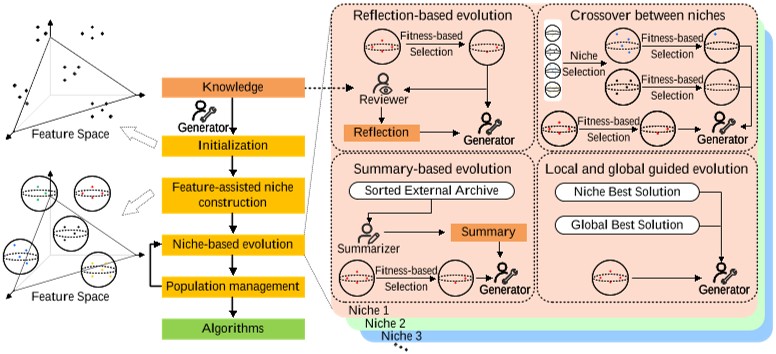 Feature Space
Feature Space
Knowledge
Generator
Initialization
Feature-assisted niche
construction
Niche-based evolution
Population management
Algorithms
Reflection-based evolution
Fitness-based
Selection
Reviewer
Reflection
Generator
Crossover between niches
Niche
Selection
Fitness-based
Selection
Fitness-based
Selection
Fitness-based
Selection
Generator
Summary-based evolution
Sorted External Archive
Summarizer
Summary
Fitness-based
Selection
Generator
Local and global guided evolution
Niche Best Solution
Global Best Solution
Generator
Niche 1
Niche 2
Niche 3